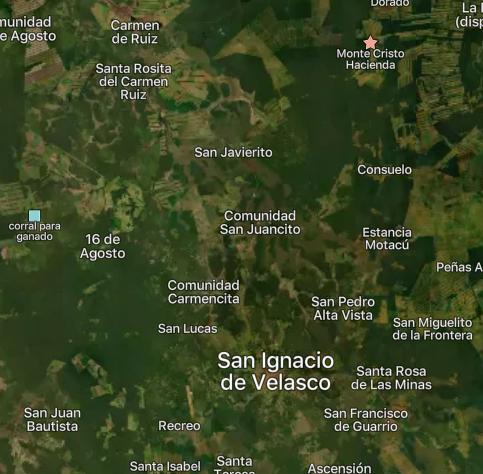 Dorado
munidad
e Agosto
Carmen
de Ruiz
La
(disp
Monte Cristo
Hacienda
Santa Rosita
del Carmen
Ruiz
San Javierito
Consuelo
corral para
ganado
16 de
Agosto
Comunidad
San Juancito
Estancia
Motacú
Peñas A
Comunidad
Carmencita
San Pedro
Alta Vista
San Lucas
San Miguelito
de la Frontera
San Ignacio
de Velasco
Santa Rosa
de Las Minas
San Juan
Bautista
Recreo
San Francisco
de Guarrio
Santa Isabel
Santa
Teresa
Ascensión